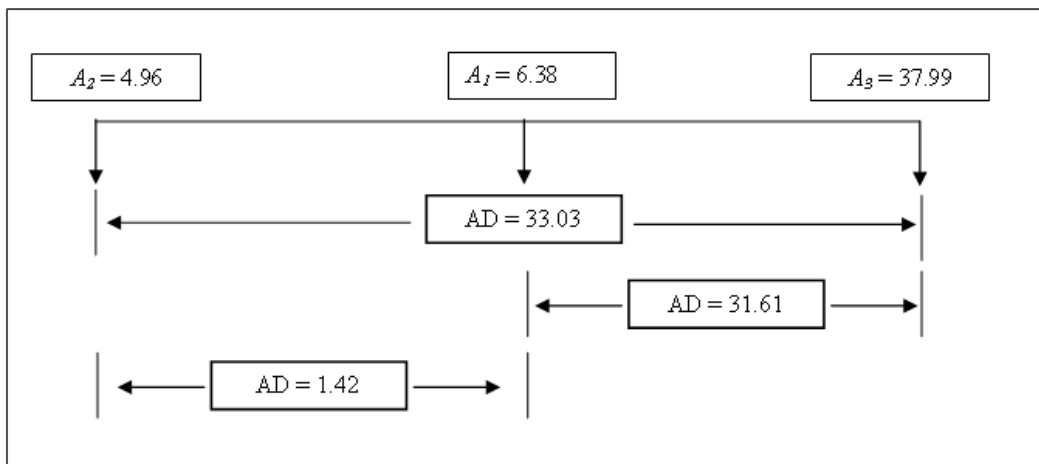 A2 = 4.96 A1 = 6.38 A3 = 37.99
AD = 33.03
AD = 31.61
AD = 1.42